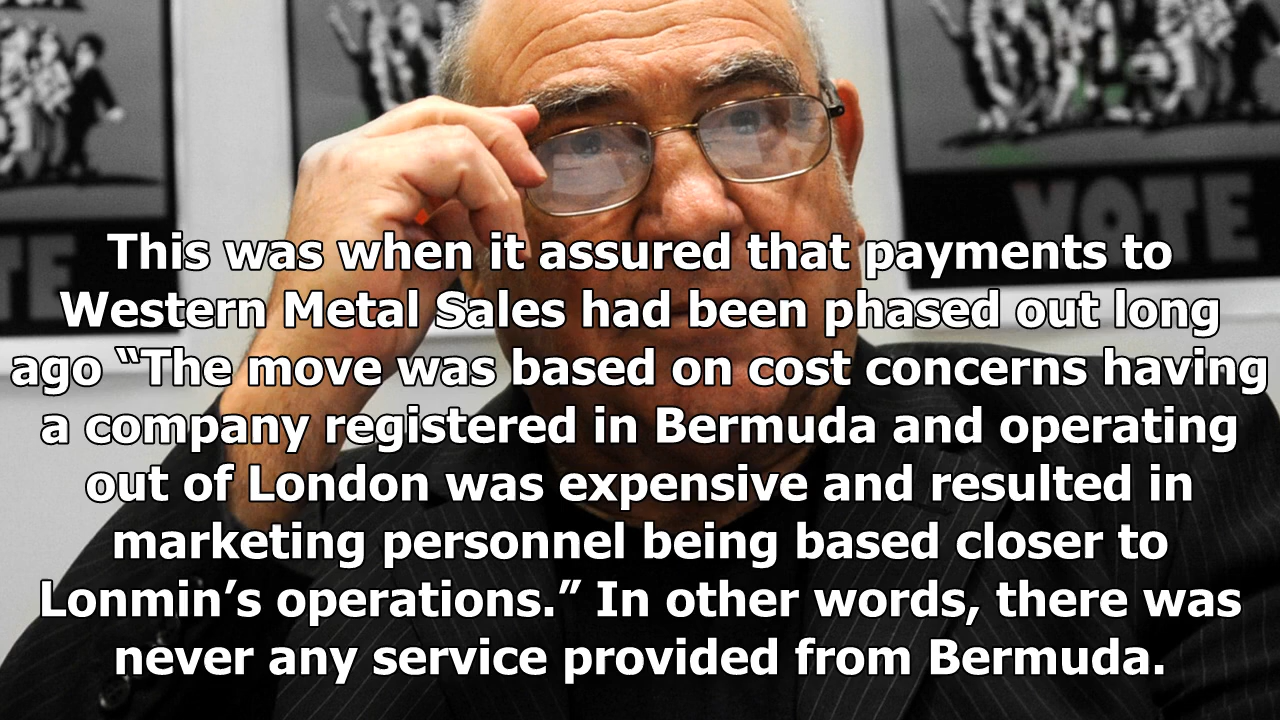 TE
VOTE
This was when it assured that payments to
Western Metal Sales had been phased out long
ago “The move was based on cost concerns having
a company registered in Bermuda and operating
out of London was expensive and resulted in
marketing personnel being based closer to
Lonmin’s operations.” In other words, there was
never any service provided from Bermuda.